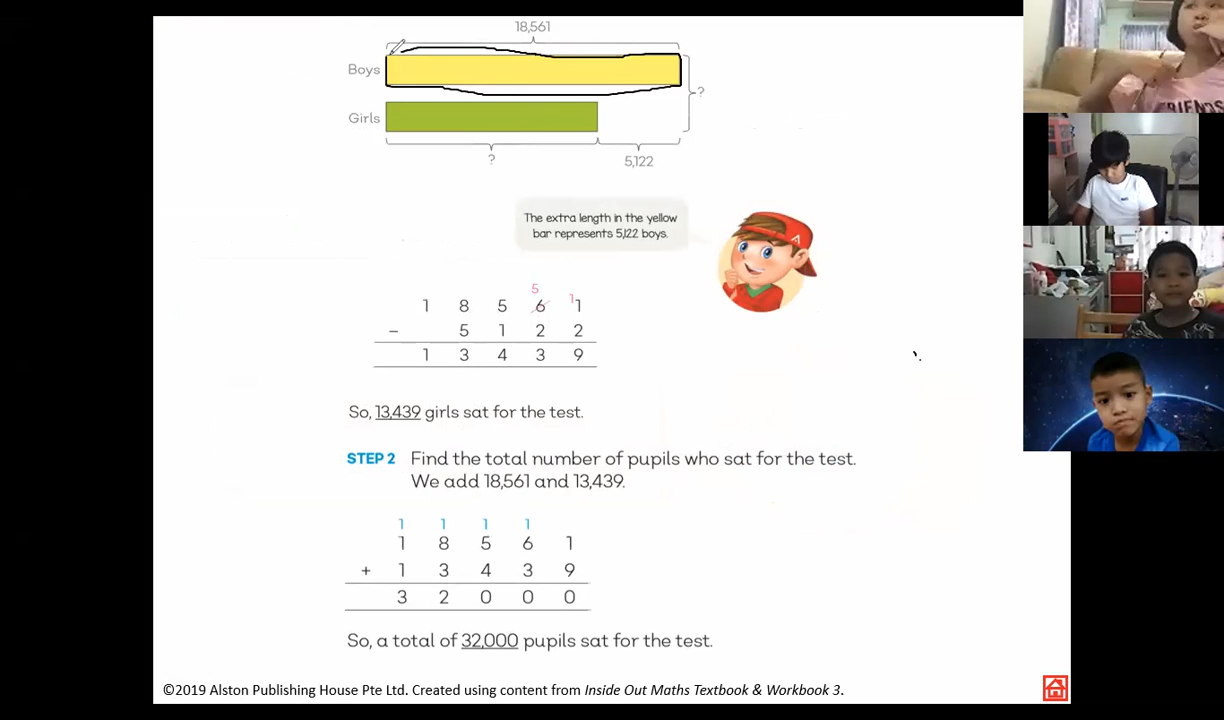 18,561
Boys
?
Girls
?
5,122
The extra length in the yellow
bar represents 5,122 boys.
5
1 8 5 6 11
− 5 1 2 2
1 3 4 3 9
So, 13,439 girls sat for the test.
STEP 2 Find the total number of pupils who sat for the test.
We add 18,561 and 13,439.
1 1 1 1
1 8 5 6 1
+ 1 3 4 3 9
3 2 0 0 0
So, a total of 32,000 pupils sat for the test.
©2019 Alston Publishing House Pte Ltd. Created using content from Inside Out Maths Textbook & Workbook 3.
FRIENDS
A